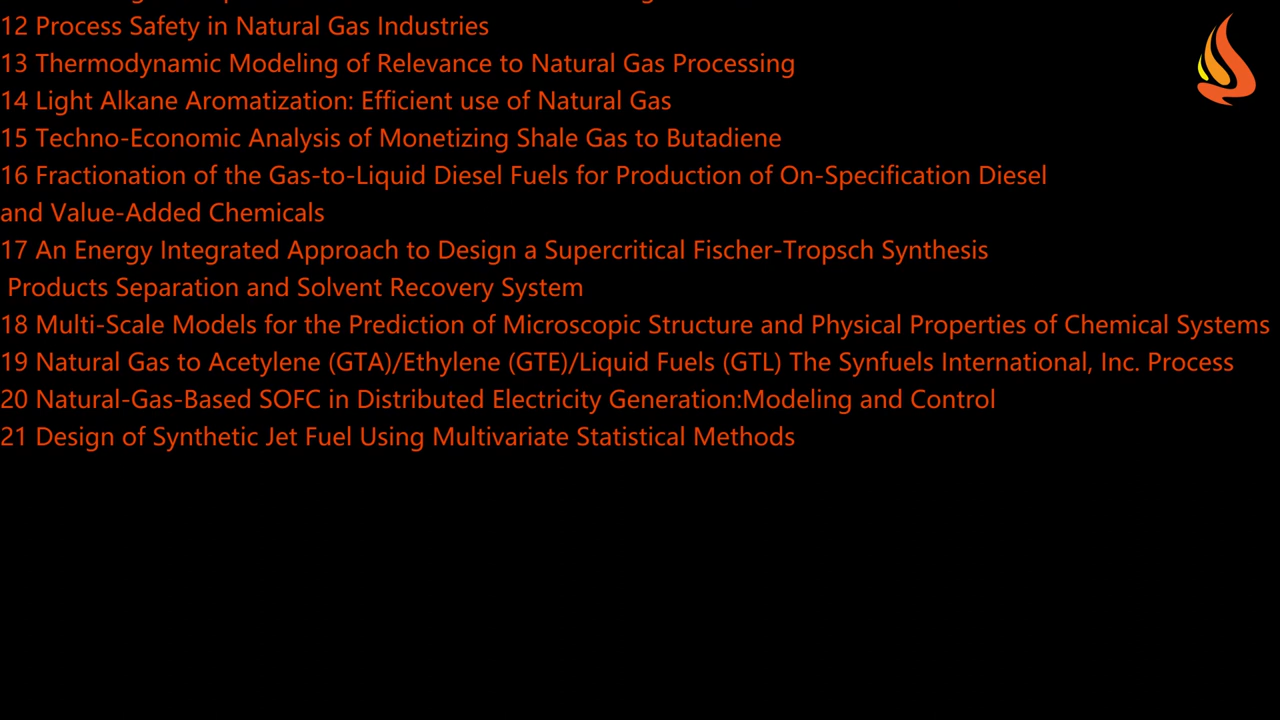 12 Process Safety in Natural Gas Industries
13 Thermodynamic Modeling of Relevance to Natural Gas Processing
14 Light Alkane Aromatization: Efficient use of Natural Gas
15 Techno-Economic Analysis of Monetizing Shale Gas to Butadiene
16 Fractionation of the Gas-to-Liquid Diesel Fuels for Production of On-Specification Diesel
and Value-Added Chemicals
17 An Energy Integrated Approach to Design a Supercritical Fischer-Tropsch Synthesis
Products Separation and Solvent Recovery System
18 Multi-Scale Models for the Prediction of Microscopic Structure and Physical Properties of Chemical Systems
19 Natural Gas to Acetylene (GTA)/Ethylene (GTE)/Liquid Fuels (GTL) The Synfuels International, Inc. Process
20 Natural-Gas-Based SOFC in Distributed Electricity Generation:Modeling and Control
21 Design of Synthetic Jet Fuel Using Multivariate Statistical Methods